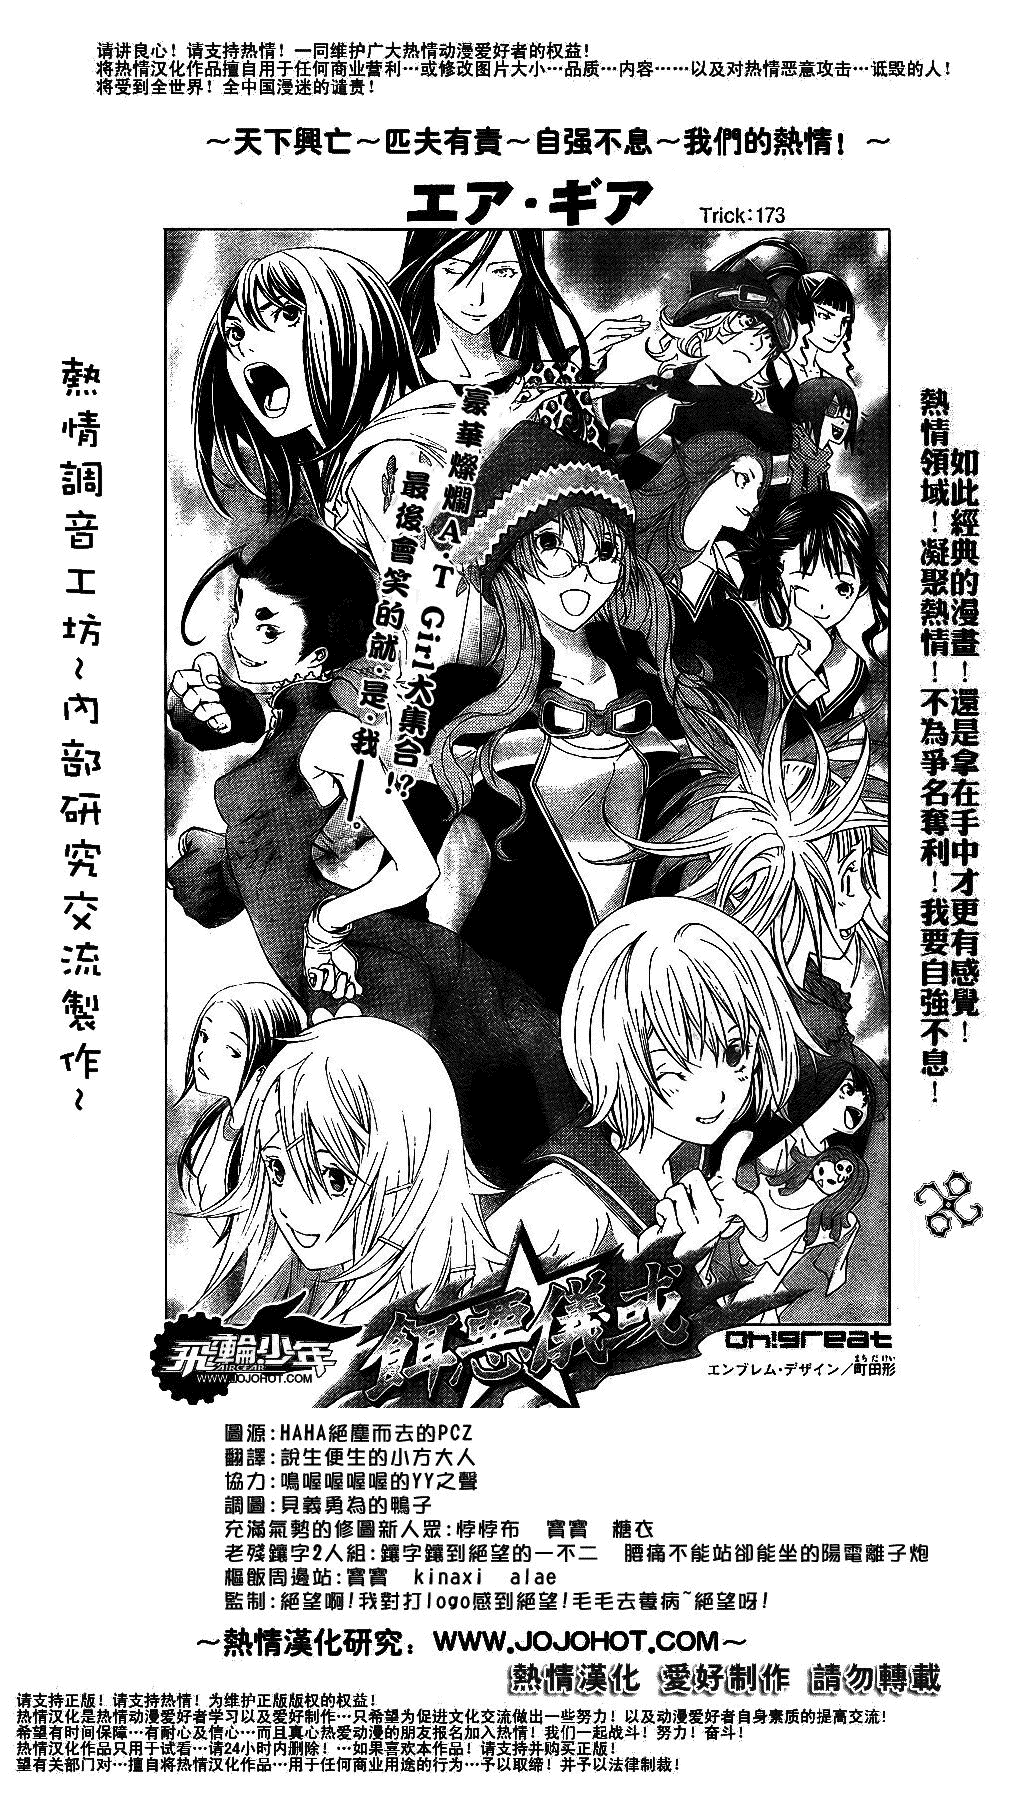 请讲良心！请支持热情！一同维护广大热情动漫爱好者的权益！
将热情汉化作品擅自用于任何商业营利…或修改图片大小…品质…内容……以及对热情恶意攻击…诋毁的人！
将受到全世界！全中国漫迷的谴责！
～天下興亡～匹夫有責～自强不息～我們的熱情！～
エア・ギア
Trick:173
熱情調音工坊～內部研究交流製作～
如此經典的漫畫！還是拿在手中才更有感覺！
熱情領域！凝聚熱情！不為爭名奪利！我要自強不息！
豪華燦爛A．T Girl大集合!?
最後會笑的就．是．我——。
飛輪少年
AIRGEAR
WWW.JOJOHOT.COM
餌悪儀或
Oh!great
エンブレム・デザイン／町田形
まちだけい
圖源:HAHA絕塵而去的PCZ
翻譯:說生便生的小方大人
協力:鳴喔喔喔喔的YY之聲
調圖:見義勇為的鴨子
充滿氣勢的修圖新人眾:悖悖布 寶寶 糖衣
老殘鑲字2人組:鑲字鑲到絕望的一不二 腰痛不能站卻能坐的陽電離子炮
樞飯周邊站:寶寶 kinaxi alae
監制:絕望啊!我對打logo感到絕望!毛毛去養病~絕望呀!
～熱情漢化研究：WWW.JOJOHOT.COM～
熱情漢化 愛好制作 請勿轉載
请支持正版！请支持热情！为维护正版版权的权益！
热情汉化是热情动漫爱好者学习以及爱好制作…只希望为促进文化交流做出一些努力！以及动漫爱好者自身素质的提高交流！
希望有时间保障…有耐心及信心…而且真心热爱动漫的朋友报名加入热情！我们一起战斗！努力！奋斗！
热情汉化作品只用于试看…请24小时内删除！…如果喜欢本作品！请支持并购买正版！
望有关部门对…擅自将热情汉化作品…用于任何商业用途的行为…予以取缔！并予以法律制裁！